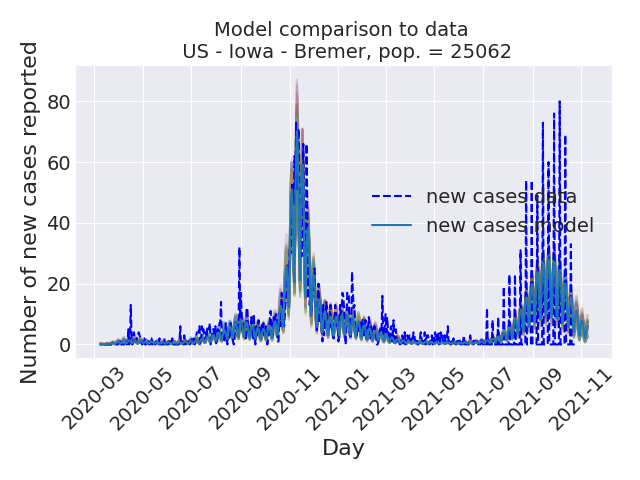 Model comparison to data
US - Iowa - Bremer, pop. = 25062
Number of new cases reported
80
60
40
20
0
new cases data
new cases model
2020-03
2020-05
2020-07
2020-09
2020-11
2021-01
2021-03
2021-05
2021-07
2021-09
2021-11
Day